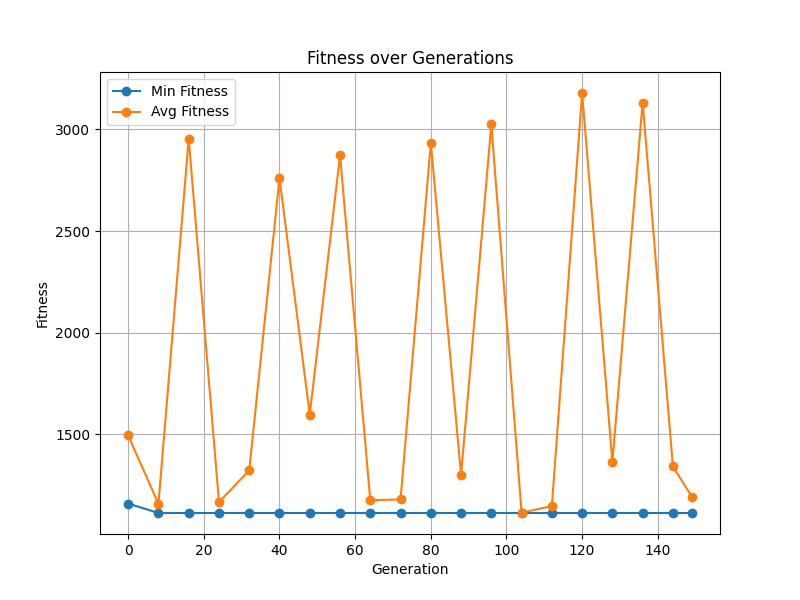 Fitness over Generations
Min Fitness
Avg Fitness
3000
2500
2000
1500
Fitness
0 20 40 60 80 100 120 140
Generation